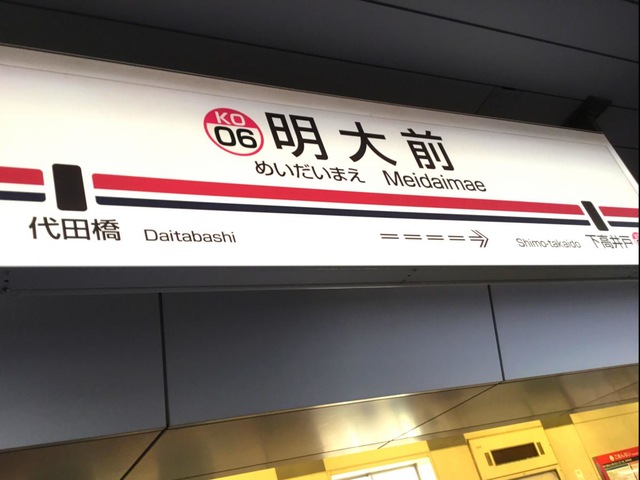 KO
06
明大前
めいだいまえ Meidaimae
代田橋 Daitabashi
Shimo-takaido 下高井戸